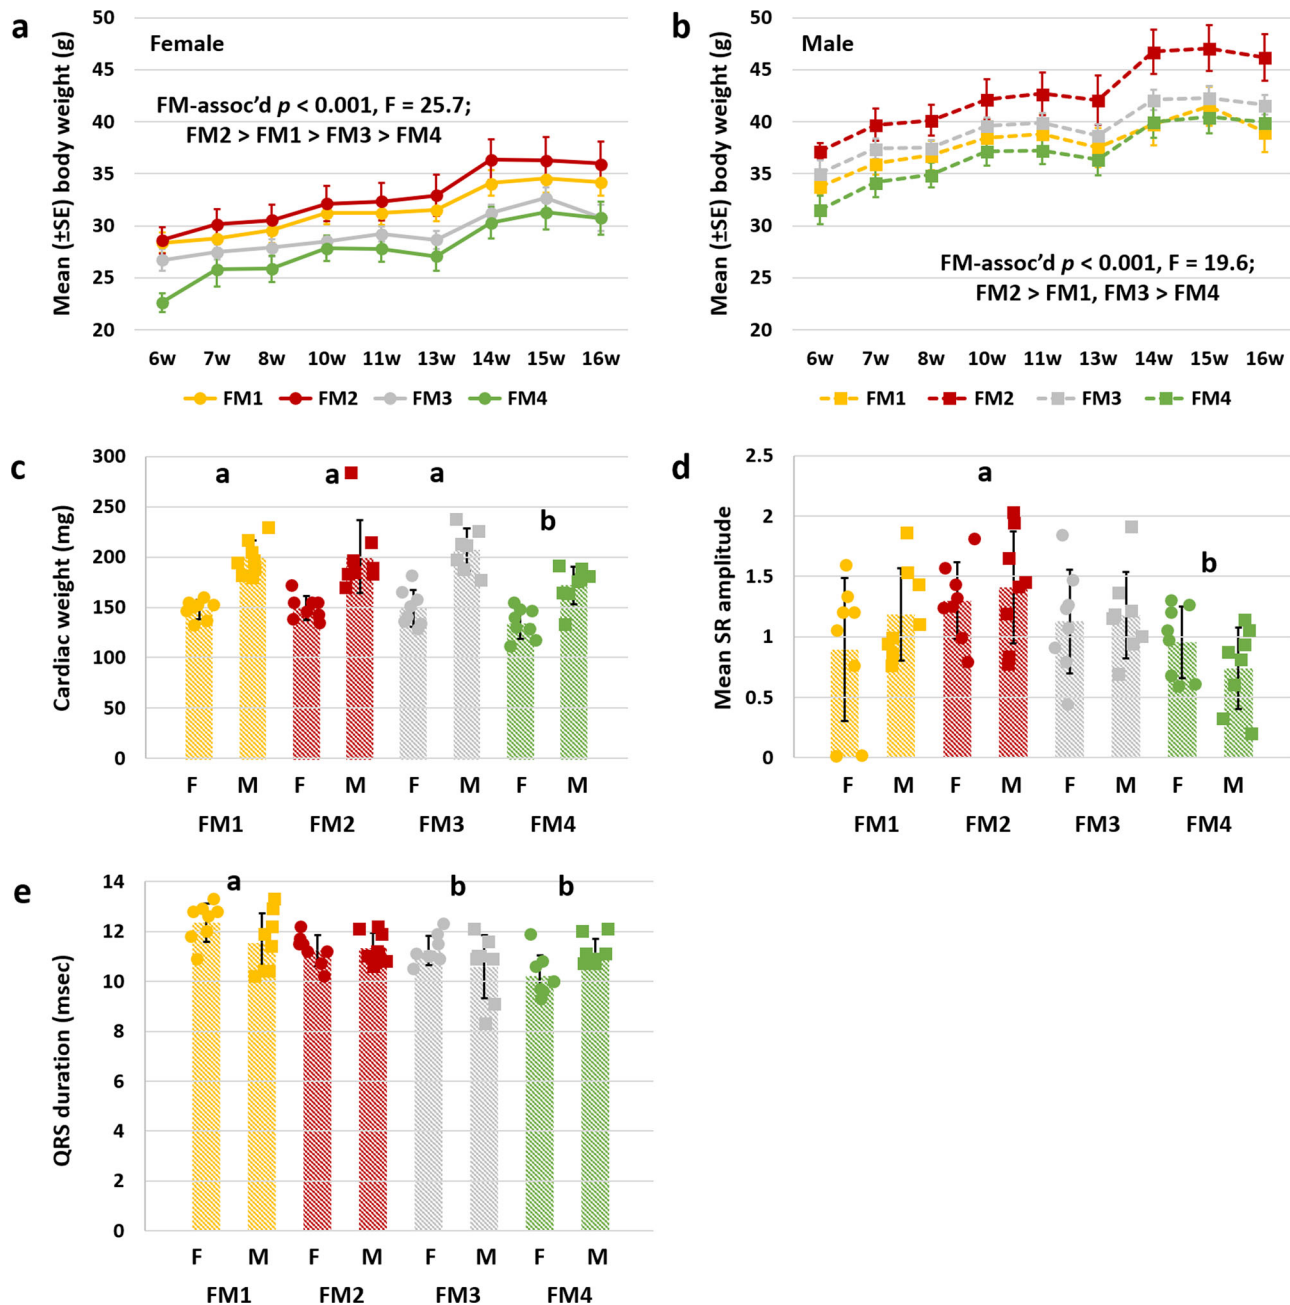 a
Mean (±SE) body weight (g)
50
45
40
35
30
25
20
Female
FM-assoc’d p < 0.001, F = 25.7;
FM2 > FM1 > FM3 > FM4
6w 7w 8w 10w 11w 13w 14w 15w 16w
FM1 FM2 FM3 FM4
b
Mean (±SE) body weight (g)
50
45
40
35
30
25
20
Male
FM-assoc’d p < 0.001, F = 19.6;
FM2 > FM1, FM3 > FM4
6w 7w 8w 10w 11w 13w 14w 15w 16w
FM1 FM2 FM3 FM4
c
Cardiac weight (mg)
300
250
200
150
100
50
0
a a a b
F M F M F M F M
FM1 FM2 FM3 FM4
d
Mean SR amplitude
2.5
2
1.5
1
0.5
0
a b
F M F M F M F M
FM1 FM2 FM3 FM4
e
QRS duration (msec)
14
12
10
8
6
4
2
0
a b b
F M F M F M F M
FM1 FM2 FM3 FM4